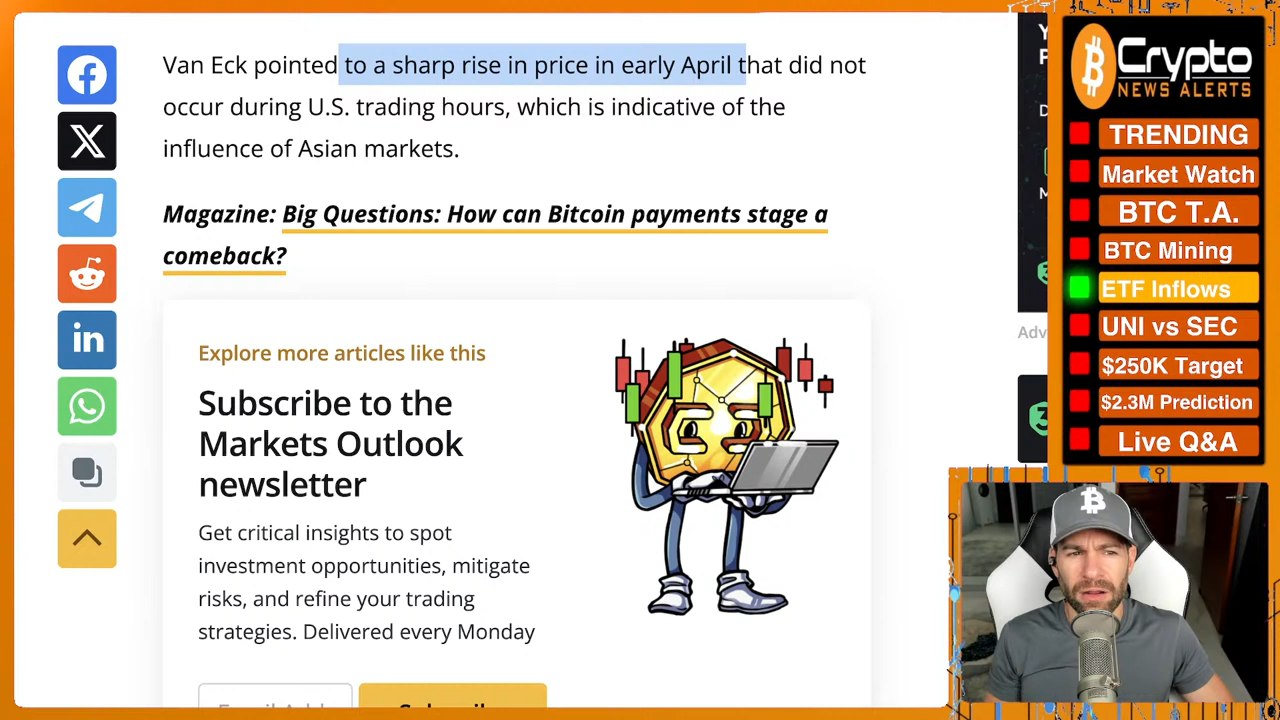 Van Eck pointed to a sharp rise in price in early April that did not
occur during U.S. trading hours, which is indicative of the
influence of Asian markets.
Magazine: Big Questions: How can Bitcoin payments stage a
comeback?
Explore more articles like this
Subscribe to the
Markets Outlook
newsletter
Get critical insights to spot
investment opportunities, mitigate
risks, and refine your trading
strategies. Delivered every Monday
Crypto
NEWS ALERTS
TRENDING
Market Watch
BTC T.A.
BTC Mining
ETF Inflows
UNI vs SEC
$250K Target
$2.3M Prediction
Live Q&A